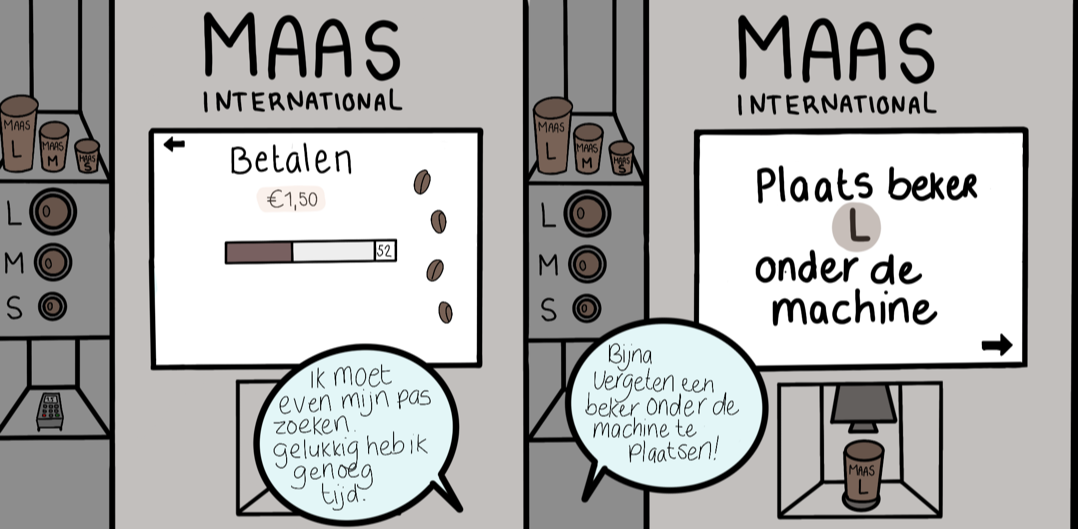 MAAS
INTERNATIONAL
MAAS
L
MAAS
M
MAAS
S
L
M
S
Betalen
€1,50
52
Ik moet
even mijn pas
zoeken.
gelukkig heb ik
genoeg
tijd.
MAAS
INTERNATIONAL
MAAS
L
MAAS
M
MAAS
S
L
M
S
Plaats beker
L
onder de
machine
Bijna
vergeten een
beker onder de
machine te
plaatsen!
MAAS
L